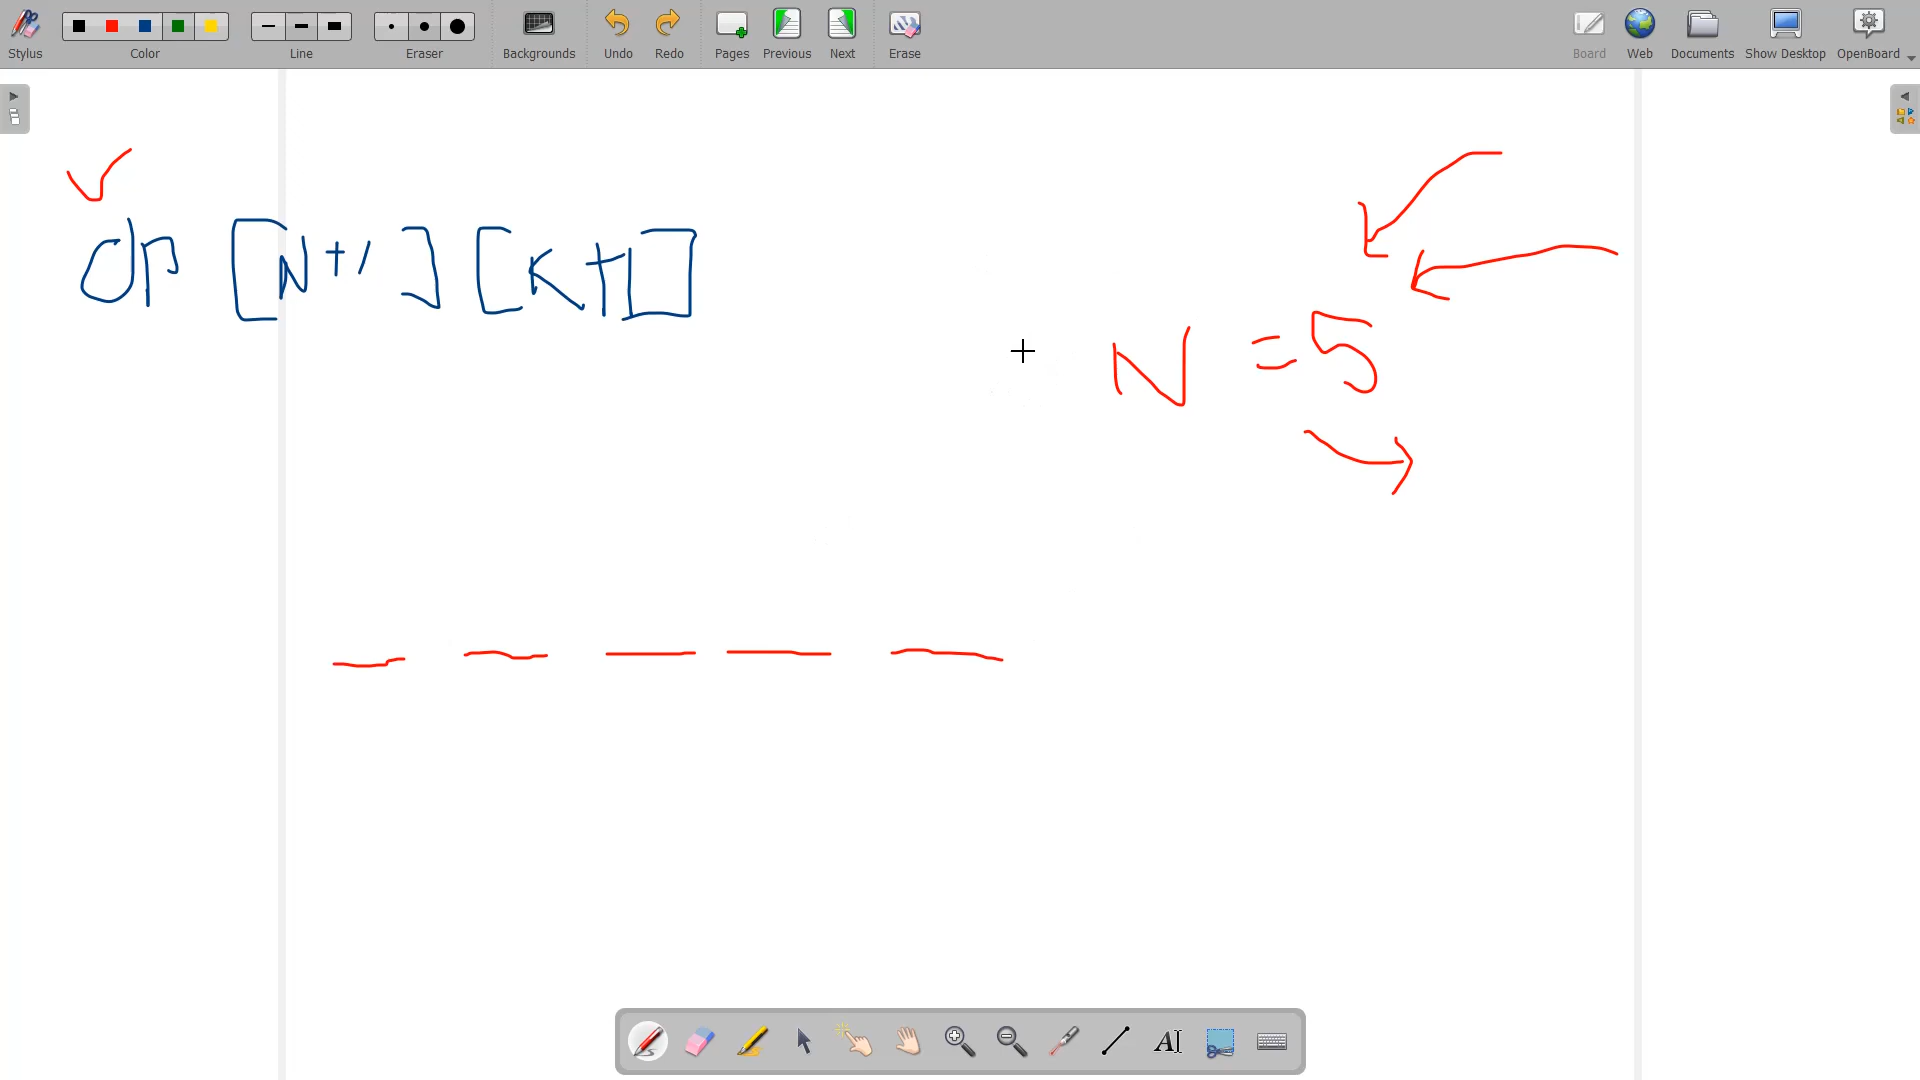 Stylus Color Line Eraser Backgrounds Undo Redo Pages Previous Next Erase Board Web Documents Show Desktop OpenBoard
dp [N+1] [K+1]
N = 5